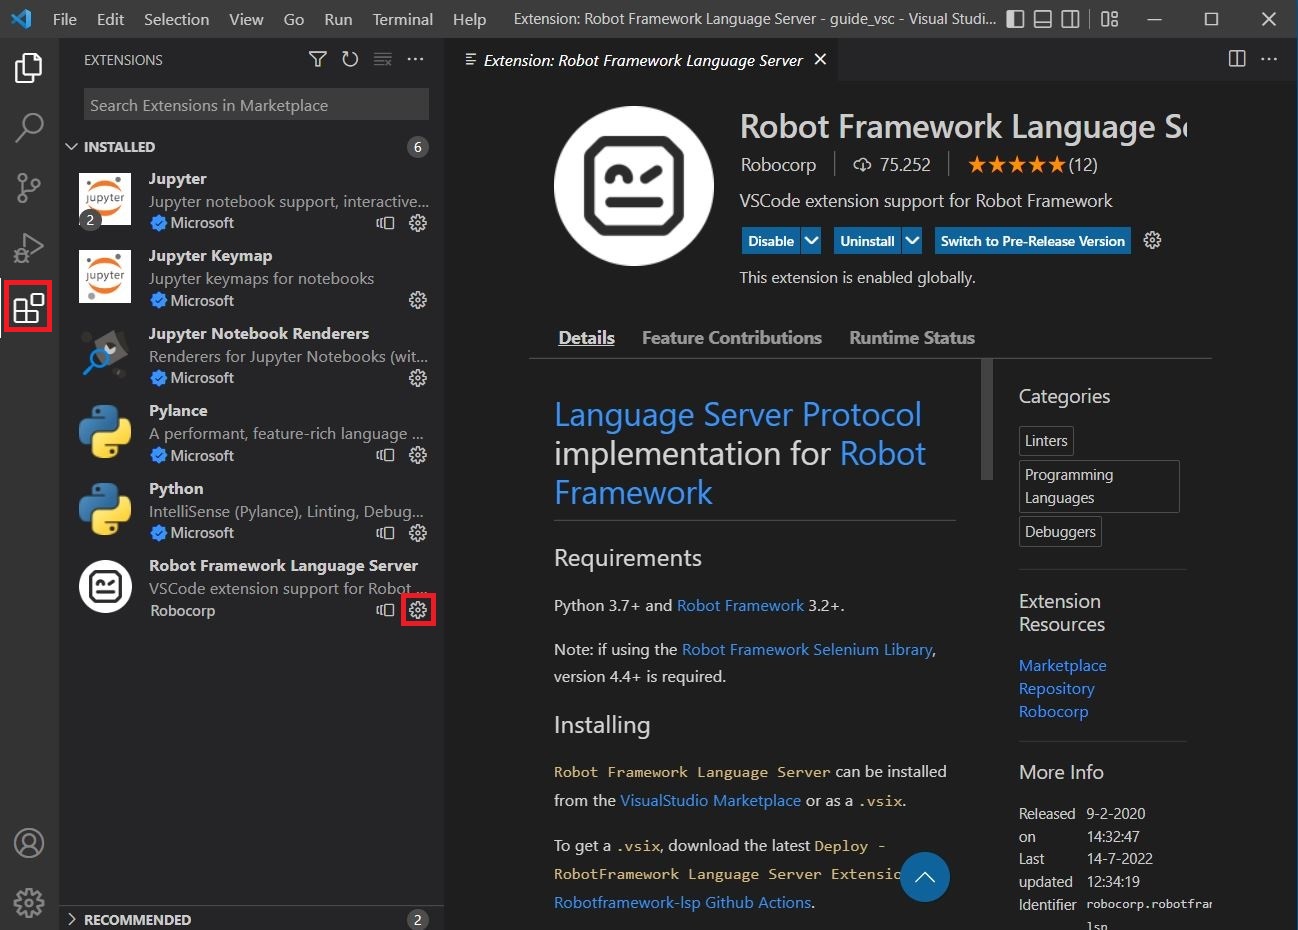 File Edit Selection View Go Run Terminal Help Extension: Robot Framework Language Server - guide_vsc - Visual Studi...
EXTENSIONS
Search Extensions in Marketplace
INSTALLED 6
jupyter
2
Jupyter
Jupyter notebook support, interactive...
Microsoft
jupyter
Jupyter Keymap
Jupyter keymaps for notebooks
Microsoft
Jupyter Notebook Renderers
Renderers for Jupyter Notebooks (wit...
Microsoft
Pylance
A performant, feature-rich language ...
Microsoft
Python
IntelliSense (Pylance), Linting, Debug...
Microsoft
Robot Framework Language Server
VSCode extension support for Robot ...
Robocorp
RECOMMENDED 2
Extension: Robot Framework Language Server
Robot Framework Language Se
Robocorp 75.252 (12)
VSCode extension support for Robot Framework
Disable Uninstall Switch to Pre-Release Version
This extension is enabled globally.
Details Feature Contributions Runtime Status
Language Server Protocol
implementation for Robot
Framework
Requirements
Python 3.7+ and Robot Framework 3.2+.
Note: if using the Robot Framework Selenium Library,
version 4.4+ is required.
Installing
Robot Framework Language Server can be installed
from the VisualStudio Marketplace or as a .vsix.
To get a .vsix, download the latest Deploy -
RobotFramework Language Server Extensio
Robotframework-lsp Github Actions.
Categories
Linters
Programming
Languages
Debuggers
Extension
Resources
Marketplace
Repository
Robocorp
More Info
Released 9-2-2020
on 14:32:47
Last 14-7-2022
updated 12:34:19
Identifier robocorp.robotfrar
lsp